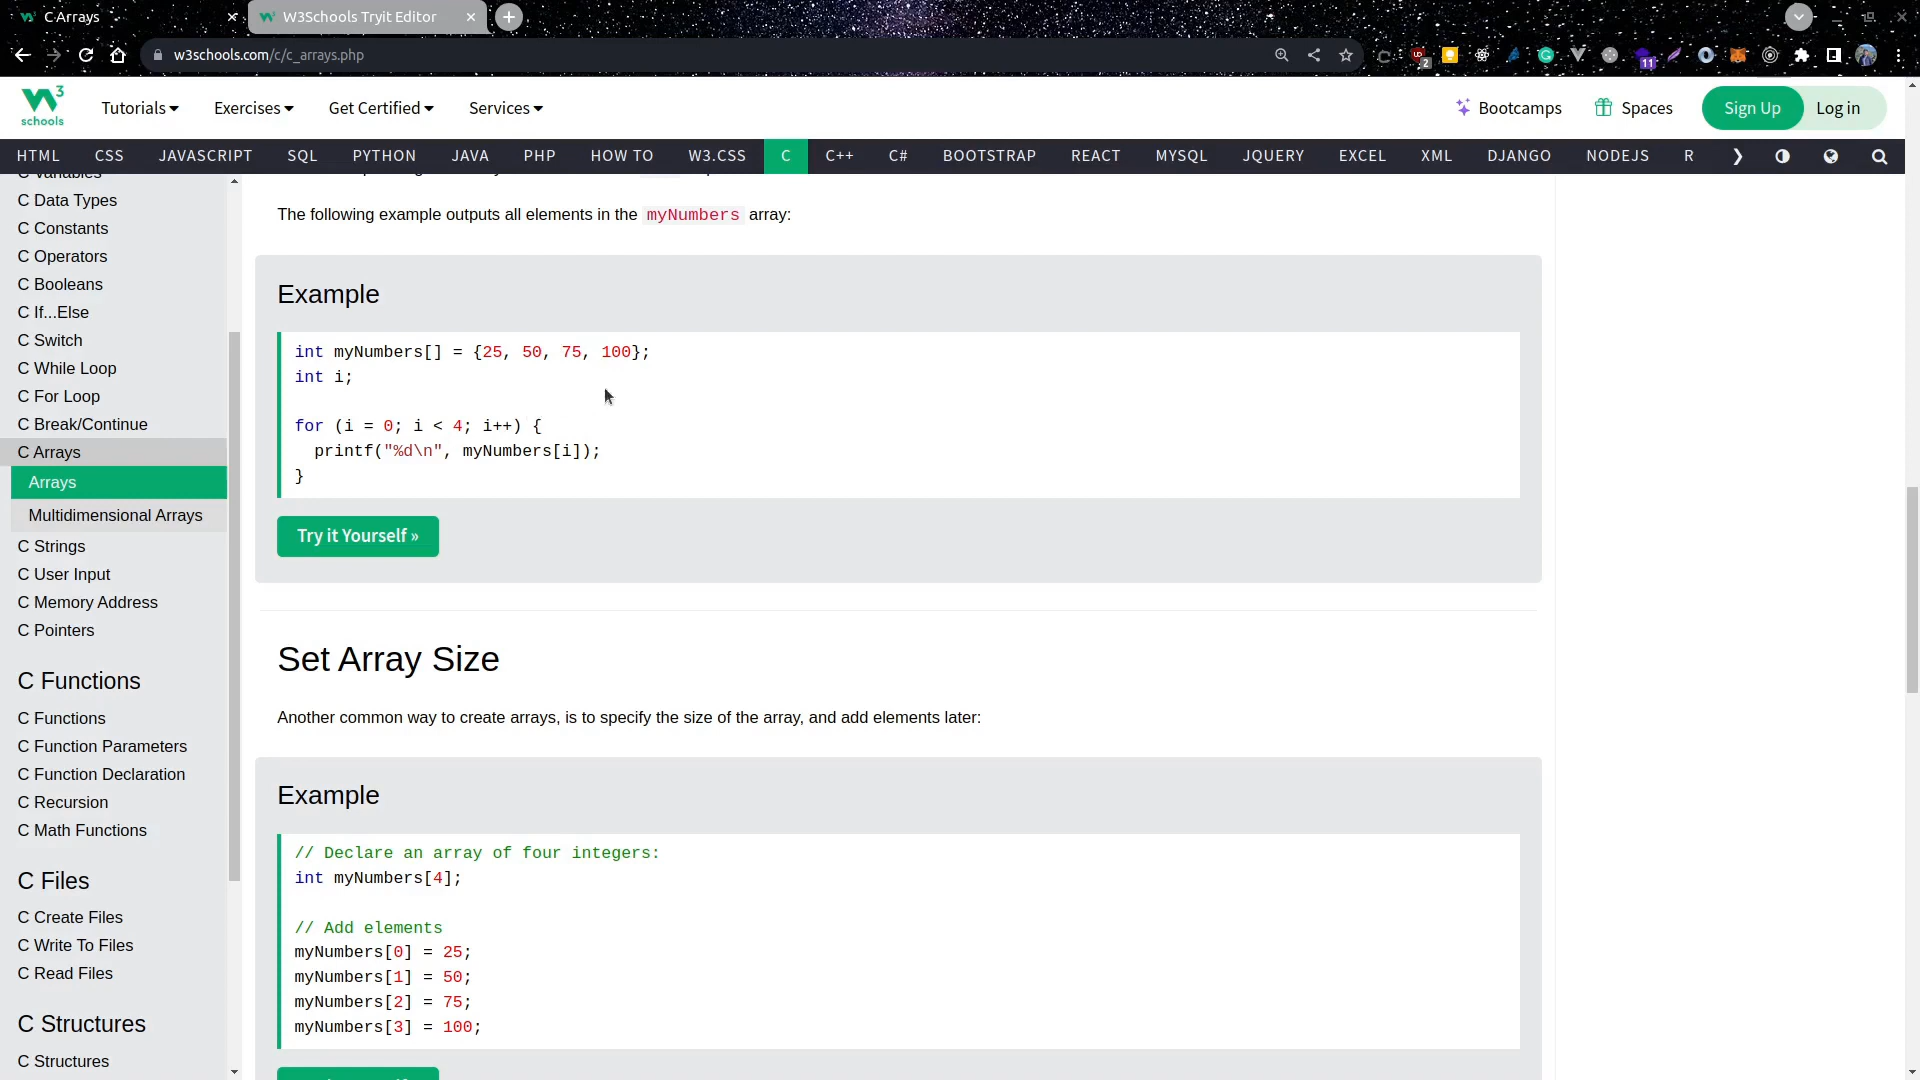 C Arrays
W3Schools Tryit Editor
w3schools.com/c/c_arrays.php
2
11
3
schools
Tutorials
Exercises
Get Certified
Services
Bootcamps
Spaces
Sign Up
Log in
HTML
CSS
JAVASCRIPT
SQL
PYTHON
JAVA
PHP
HOW TO
W3.CSS
C
C++
C#
BOOTSTRAP
REACT
MYSQL
JQUERY
EXCEL
XML
DJANGO
NODEJS
R
C Variables
C Data Types
C Constants
C Operators
C Booleans
C If...Else
C Switch
C While Loop
C For Loop
C Break/Continue
C Arrays
Arrays
Multidimensional Arrays
C Strings
C User Input
C Memory Address
C Pointers
C Functions
C Functions
C Function Parameters
C Function Declaration
C Recursion
C Math Functions
C Files
C Create Files
C Write To Files
C Read Files
C Structures
C Structures
The following example outputs all elements in the myNumbers array:
Example
int myNumbers[] = {25, 50, 75, 100};
int i;
for (i = 0; i < 4; i++) {
printf("%d\n", myNumbers[i]);
}
Try it Yourself »
Set Array Size
Another common way to create arrays, is to specify the size of the array, and add elements later:
Example
// Declare an array of four integers:
int myNumbers[4];
// Add elements
myNumbers[0] = 25;
myNumbers[1] = 50;
myNumbers[2] = 75;
myNumbers[3] = 100;